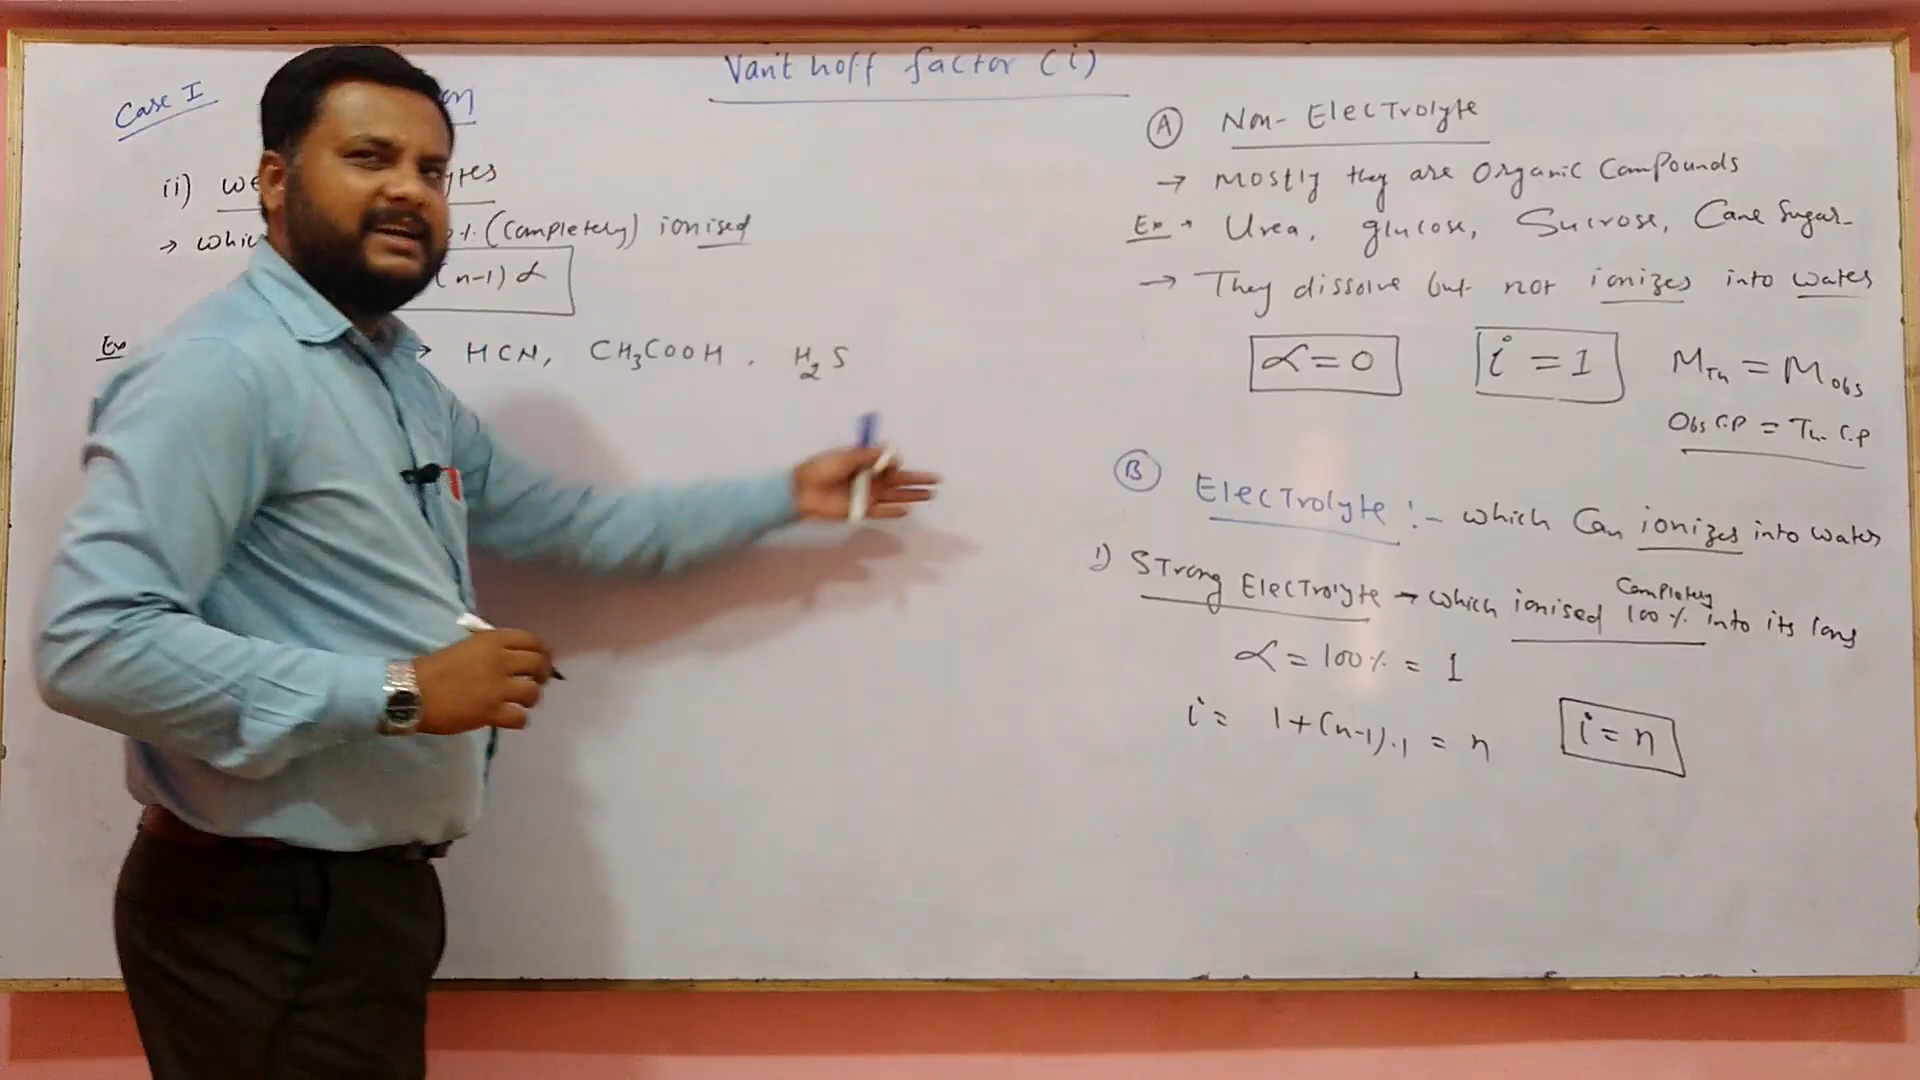 Van't hoff factor (i)
Case I
ii)
→
% (Completely) ionised
(n-1) α
Ex → HCN, CH3COOH, H2S
(A) Non-Electrolyte
→ Mostly they are Organic Compounds
Ex • Urea, glucose, Sucrose, Cane Sugar
→ They dissolve but not ionizes into water
α = 0 i = 1 MTh = MObs
Obs C.P = Th. C.P
(B) Electrolyte :- which Can ionizes into water
1) Strong Electrolyte → which ionised Completely 100% into its ions
α = 100% = 1
i = 1+(n-1).1 = n i = n